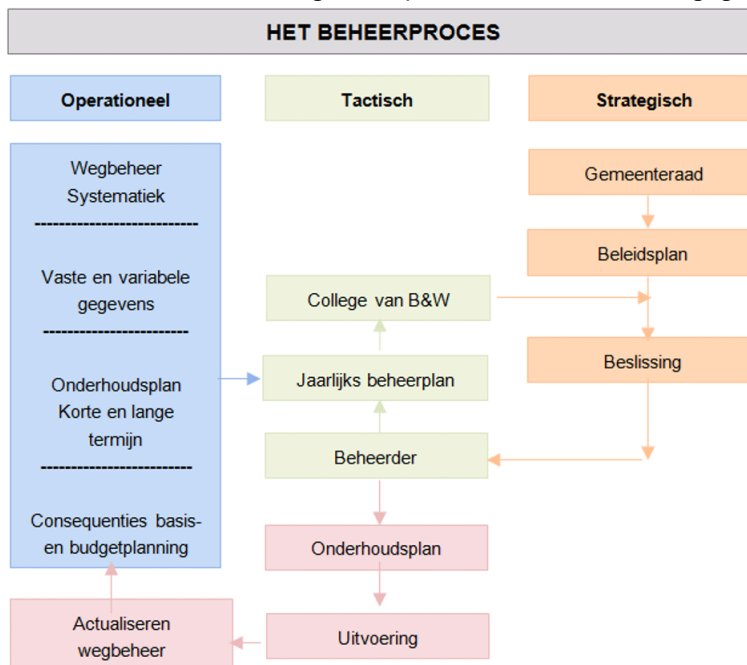 HET BEHEERPROCES
Operationeel
Tactisch
Strategisch
Wegbeheer
Systematiek
----------------------------
Vaste en variabele
gegevens
-------------------------
Onderhoudsplan
Korte en lange
termijn
--------------------------
Consequenties basis-
en budgetplanning
Actualiseren
wegbeheer
College van B&W
Jaarlijks beheerplan
Beheerder
Onderhoudsplan
Uitvoering
Gemeenteraad
Beleidsplan
Beslissing